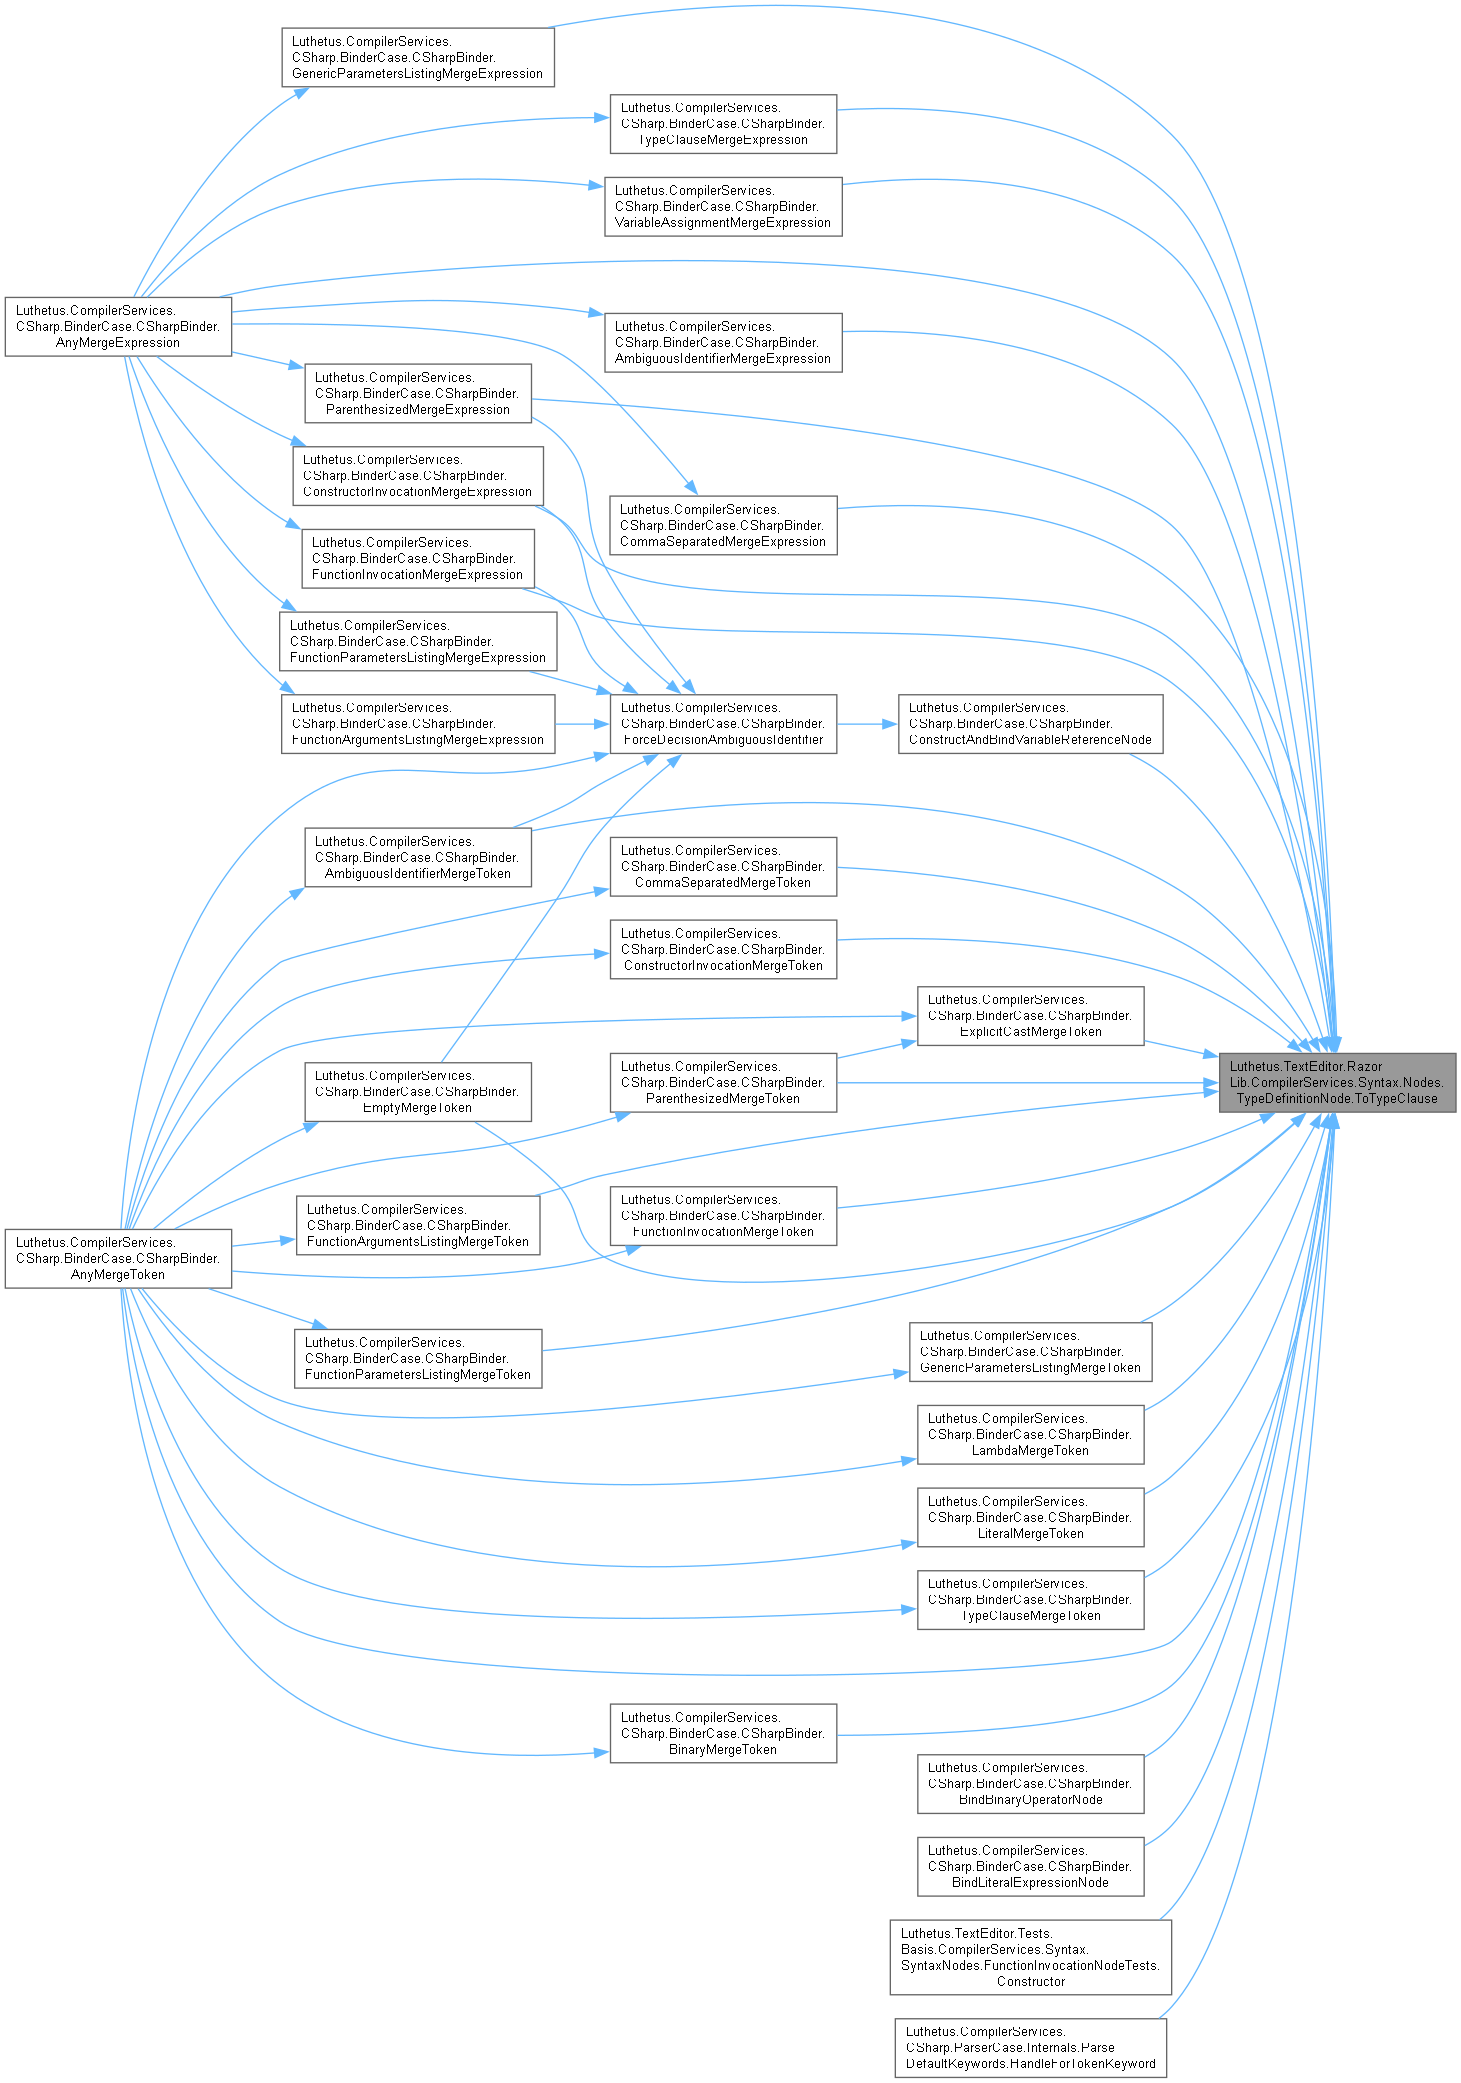 Luthetus.CompilerServices.
CSharp.BinderCase.CSharpBinder.
GenericParametersListingMergeExpression
Luthetus.CompilerServices.
CSharp.BinderCase.CSharpBinder.
TypeClauseMergeExpression
Luthetus.CompilerServices.
CSharp.BinderCase.CSharpBinder.
VariableAssignmentMergeExpression
Luthetus.CompilerServices.
CSharp.BinderCase.CSharpBinder.
AnyMergeExpression
Luthetus.CompilerServices.
CSharp.BinderCase.CSharpBinder.
AmbiguousIdentifierMergeExpression
Luthetus.CompilerServices.
CSharp.BinderCase.CSharpBinder.
ParenthesizedMergeExpression
Luthetus.CompilerServices.
CSharp.BinderCase.CSharpBinder.
ConstructorInvocationMergeExpression
Luthetus.CompilerServices.
CSharp.BinderCase.CSharpBinder.
CommaSeparatedMergeExpression
Luthetus.CompilerServices.
CSharp.BinderCase.CSharpBinder.
FunctionInvocationMergeExpression
Luthetus.CompilerServices.
CSharp.BinderCase.CSharpBinder.
FunctionParametersListingMergeExpression
Luthetus.CompilerServices.
CSharp.BinderCase.CSharpBinder.
FunctionArgumentsListingMergeExpression
Luthetus.CompilerServices.
CSharp.BinderCase.CSharpBinder.
ForceDecisionAmbiguousIdentifier
Luthetus.CompilerServices.
CSharp.BinderCase.CSharpBinder.
ConstructAndBindVariableReferenceNode
Luthetus.CompilerServices.
CSharp.BinderCase.CSharpBinder.
AmbiguousIdentifierMergeToken
Luthetus.CompilerServices.
CSharp.BinderCase.CSharpBinder.
CommaSeparatedMergeToken
Luthetus.CompilerServices.
CSharp.BinderCase.CSharpBinder.
ConstructorInvocationMergeToken
Luthetus.CompilerServices.
CSharp.BinderCase.CSharpBinder.
ExplicitCastMergeToken
Luthetus.CompilerServices.
CSharp.BinderCase.CSharpBinder.
EmptyMergeToken
Luthetus.CompilerServices.
CSharp.BinderCase.CSharpBinder.
ParenthesizedMergeToken
Luthetus.TextEditor.Razor
Lib.CompilerServices.Syntax.Nodes.
TypeDefinitionNode.ToTypeClause
Luthetus.CompilerServices.
CSharp.BinderCase.CSharpBinder.
FunctionArgumentsListingMergeToken
Luthetus.CompilerServices.
CSharp.BinderCase.CSharpBinder.
FunctionInvocationMergeToken
Luthetus.CompilerServices.
CSharp.BinderCase.CSharpBinder.
AnyMergeToken
Luthetus.CompilerServices.
CSharp.BinderCase.CSharpBinder.
FunctionParametersListingMergeToken
Luthetus.CompilerServices.
CSharp.BinderCase.CSharpBinder.
GenericParametersListingMergeToken
Luthetus.CompilerServices.
CSharp.BinderCase.CSharpBinder.
LambdaMergeToken
Luthetus.CompilerServices.
CSharp.BinderCase.CSharpBinder.
LiteralMergeToken
Luthetus.CompilerServices.
CSharp.BinderCase.CSharpBinder.
TypeClauseMergeToken
Luthetus.CompilerServices.
CSharp.BinderCase.CSharpBinder.
BinaryMergeToken
Luthetus.CompilerServices.
CSharp.BinderCase.CSharpBinder.
BindBinaryOperatorNode
Luthetus.CompilerServices.
CSharp.BinderCase.CSharpBinder.
BindLiteralExpressionNode
Luthetus.TextEditor.Tests.
Basis.CompilerServices.Syntax.
SyntaxNodes.FunctionInvocationNodeTests.
Constructor
Luthetus.CompilerServices.
CSharp.ParserCase.Internals.Parse
DefaultKeywords.HandleForTokenKeyword